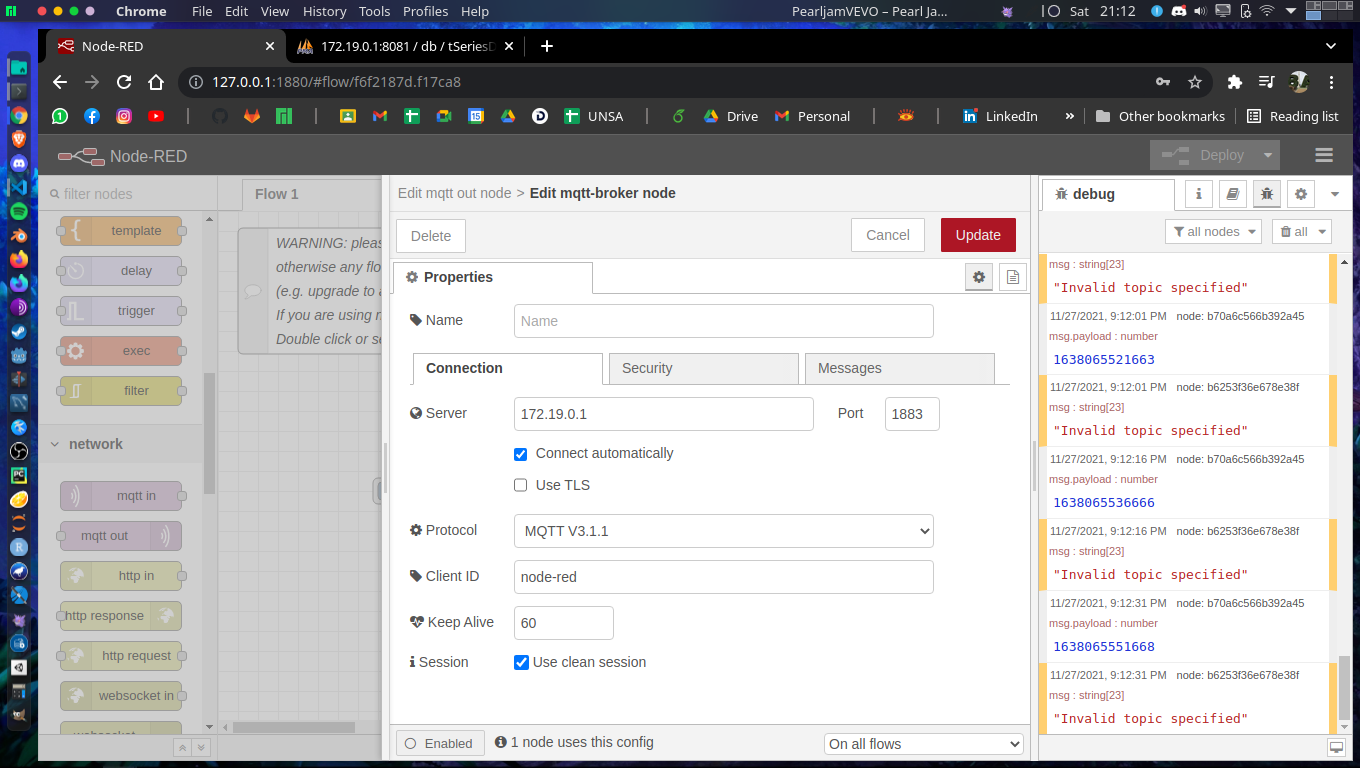 Chrome File Edit View History Tools Profiles Help PearljamVEVO – Pearl Ja... Sat 21:12
Node-RED 172.19.0.1:8081 / db / tSeries
127.0.0.1:1880/#flow/f6f2187d.f17ca8
UNSA Drive Personal LinkedIn » Other bookmarks Reading list
Node-RED Deploy
filter nodes
Flow 1
template
delay
trigger
exec
filter
network
mqtt in
mqtt out
http in
http response
http request
websocket in
WARNING: pleas
otherwise any flo
(e.g. upgrade to a
If you are using
Double click or se
Edit mqtt out node > Edit mqtt-broker node
Delete Cancel Update
Properties
Name Name
Connection Security Messages
Server 172.19.0.1 Port 1883
Connect automatically
Use TLS
Protocol MQTT V3.1.1
Client ID node-red
Keep Alive 60
Session Use clean session
Enabled 1 node uses this config On all flows
debug
all nodes all
msg : string[23]
"Invalid topic specified"
11/27/2021, 9:12:01 PM node: b70a6c566b392a45
msg.payload : number
1638065521663
11/27/2021, 9:12:01 PM node: b6253f36e678e38f
msg : string[23]
"Invalid topic specified"
11/27/2021, 9:12:16 PM node: b70a6c566b392a45
msg.payload : number
1638065536666
11/27/2021, 9:12:16 PM node: b6253f36e678e38f
msg : string[23]
"Invalid topic specified"
11/27/2021, 9:12:31 PM node: b70a6c566b392a45
msg.payload : number
1638065551668
11/27/2021, 9:12:31 PM node: b6253f36e678e38f
msg : string[23]
"Invalid topic specified"